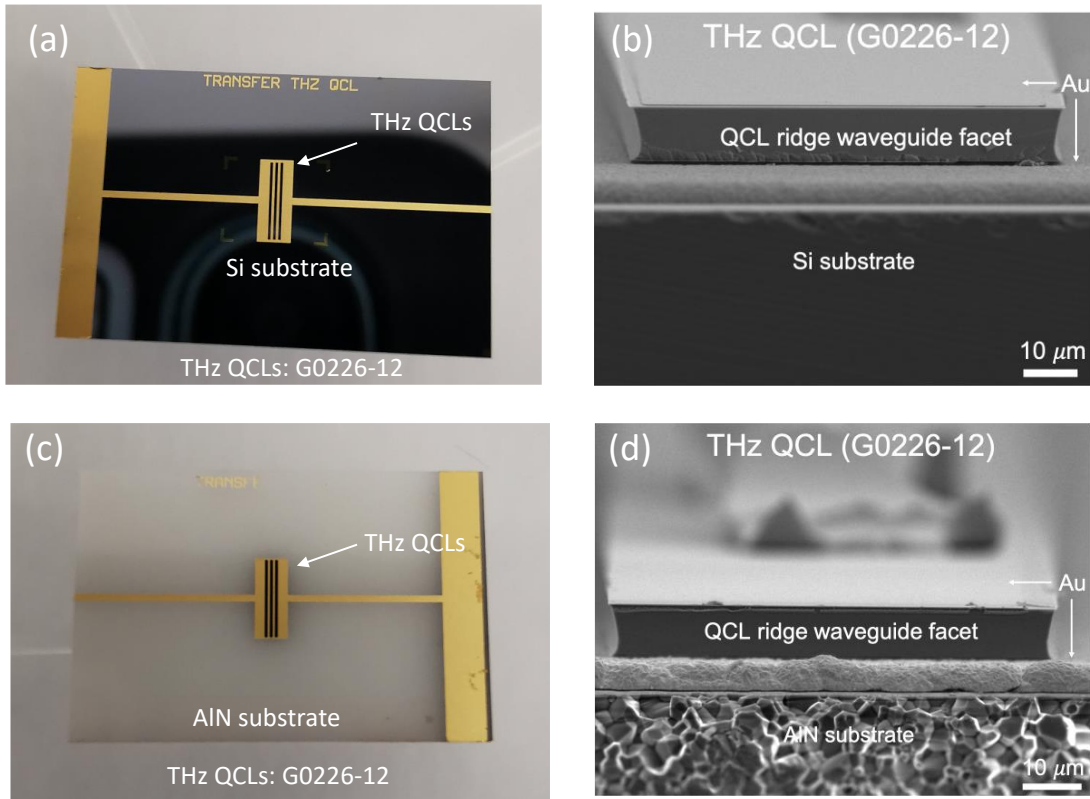 (a)
TRANSFER THZ QCL
THz QCLs
Si substrate
THz QCLs: G0226-12
(b)
THz QCL (G0226-12)
Au
QCL ridge waveguide facet
Si substrate
10 μm
(c)
TRANSF
THz QCLs
AlN substrate
THz QCLs: G0226-12
(d)
THz QCL (G0226-12)
Au
QCL ridge waveguide facet
AlN substrate
10 μm